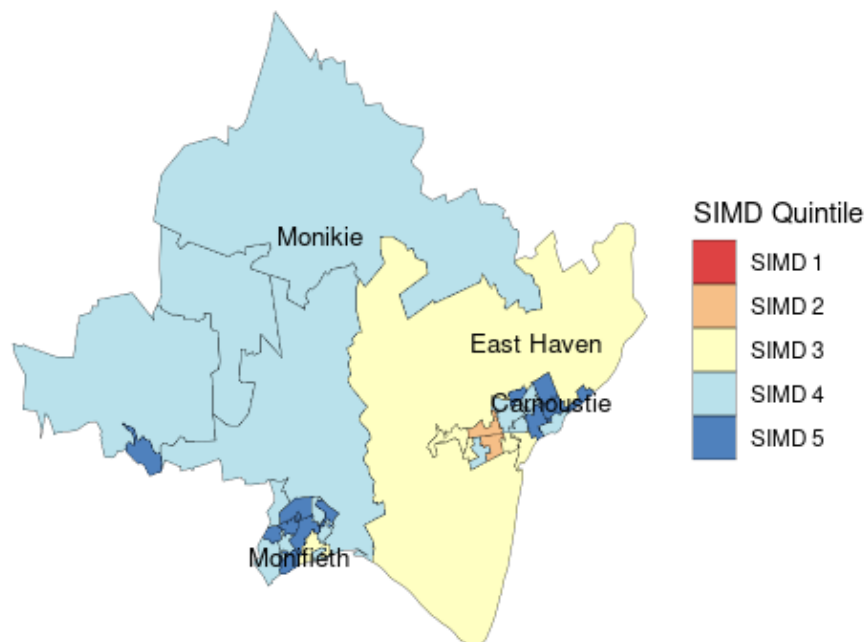 Monikie
East Haven
Carnoustie
Monifieth
SIMD Quintile
SIMD 1
SIMD 2
SIMD 3
SIMD 4
SIMD 5